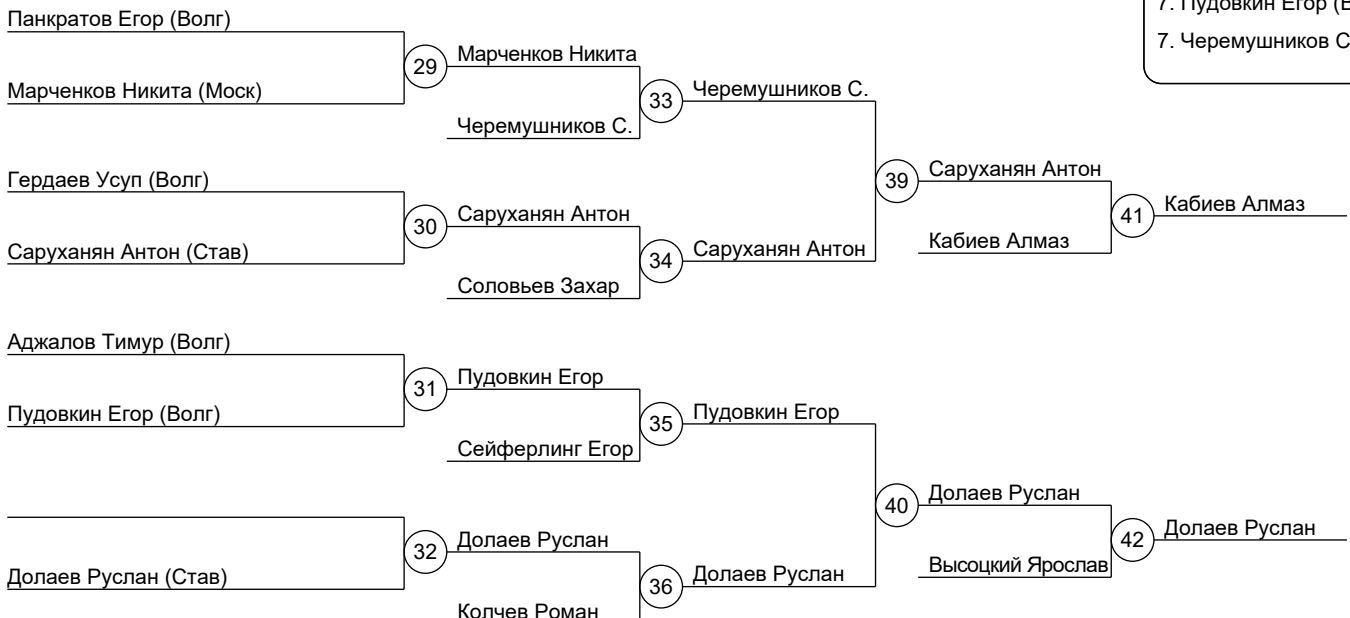 7. Пудовкин Егор (В
7. Черемушников С
Панкратов Егор (Волг)
Марченков Никита (Моск)
29
Марченков Никита
Черемушников С.
33
Черемушников С.
Гердаев Усуп (Волг)
Саруханян Антон (Став)
30
Саруханян Антон
Соловьев Захар
34
Саруханян Антон
39
Саруханян Антон
Кабиев Алмаз
41
Кабиев Алмаз
Аджалов Тимур (Волг)
Пудовкин Егор (Волг)
31
Пудовкин Егор
Сейферлинг Егор
35
Пудовкин Егор
Долаев Руслан (Став)
32
Долаев Руслан
Колчев Роман
36
Долаев Руслан
40
Долаев Руслан
Высоцкий Ярослав
42
Долаев Руслан